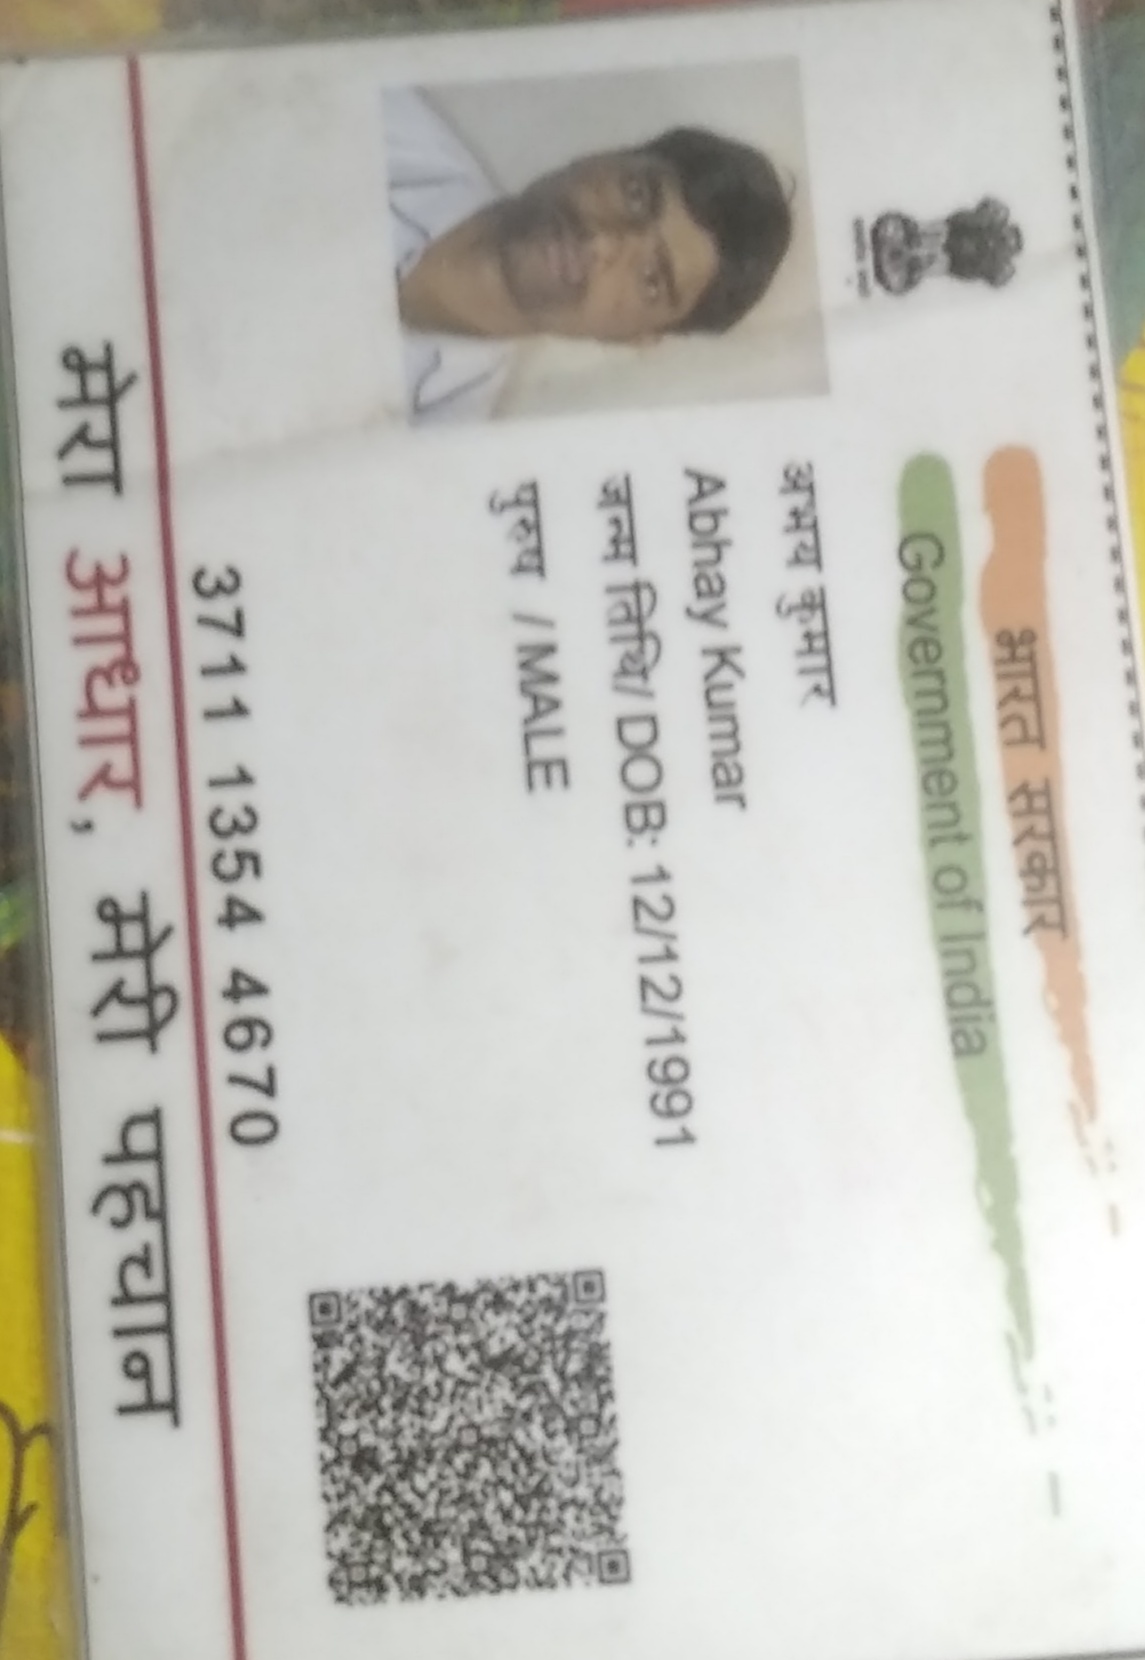 भारत सरकार
Government of India
अभय कुमार
Abhay Kumar
जन्म तिथि/ DOB: 12/12/1991
पुरुष / MALE
3711 1354 4670
मेरा आधार, मेरी पहचान